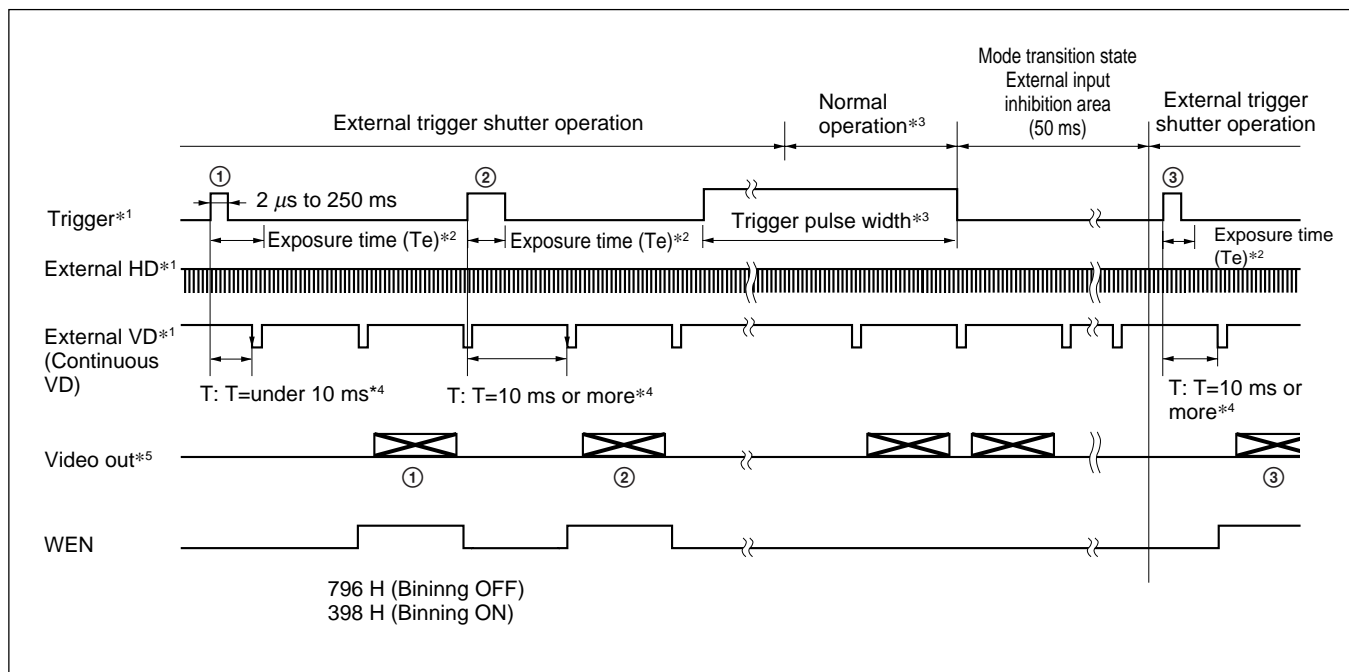 Mode transition state
External input
inhibition area
(50 ms)
Normal
operation*3
External trigger
shutter operation
External trigger shutter operation
①
②
③
2 μs to 250 ms
Trigger*1
Trigger pulse width*3
Exposure time (Te)*2
Exposure time (Te)*2
Exposure time
(Te)*2
External HD*1
External VD*1
(Continuous
VD)
T: T=under 10 ms*4
T: T=10 ms or more*4
T: T=10 ms or
more*4
Video out*5
①
②
③
WEN
796 H (Bininng OFF)
398 H (Binning ON)